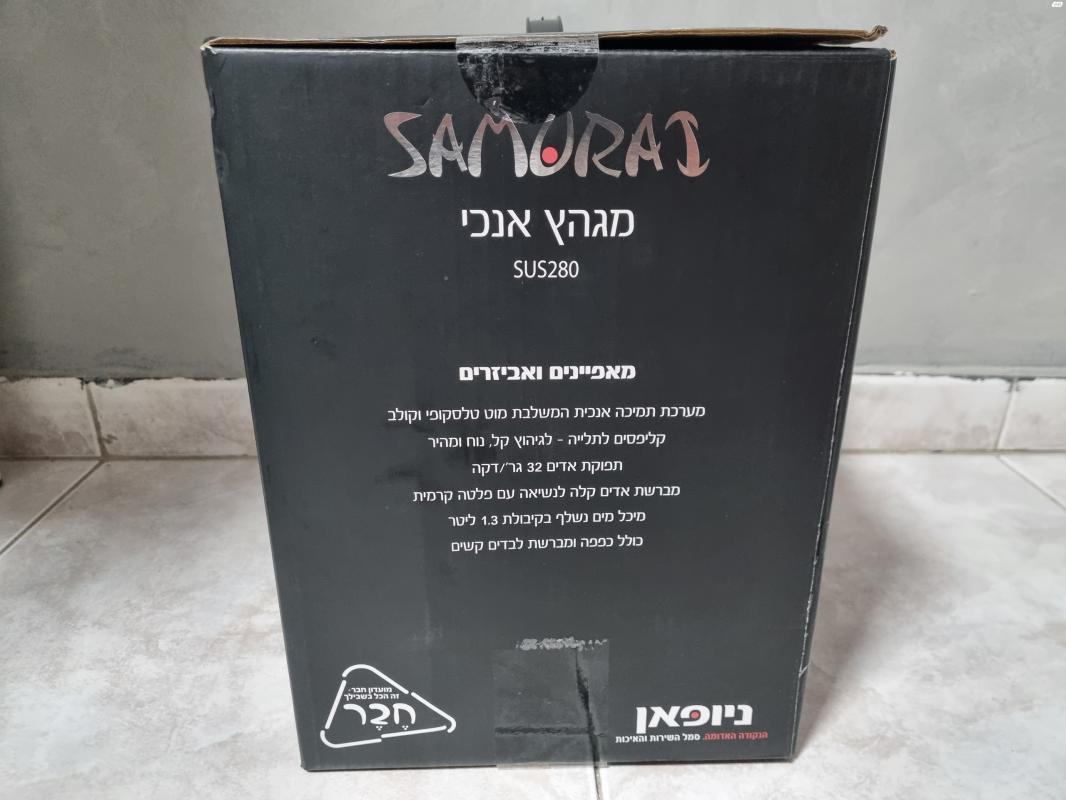 SAMURAI
מגהץ אנכי
SUS280
מאפיינים ואביזרים
מערכת תמיכה אנכית המשלבת מוט טלסקופי וקולב
קליפסים לתלייה - לגיהוץ קל, נוח ומהיר
תפוקת אדים 32 גר'/דקה
מברשת אדים קלה לנשיאה עם פלטה קרמית
מיכל מים נשלף בקיבולת 1.3 ליטר
כולל כפפה ומברשת לבדים קשים
מועדון חבר-
זה הכל בשבילך
חֶבֶר
ניופאן
הנקודה האדומה. סמל השירות והאיכות